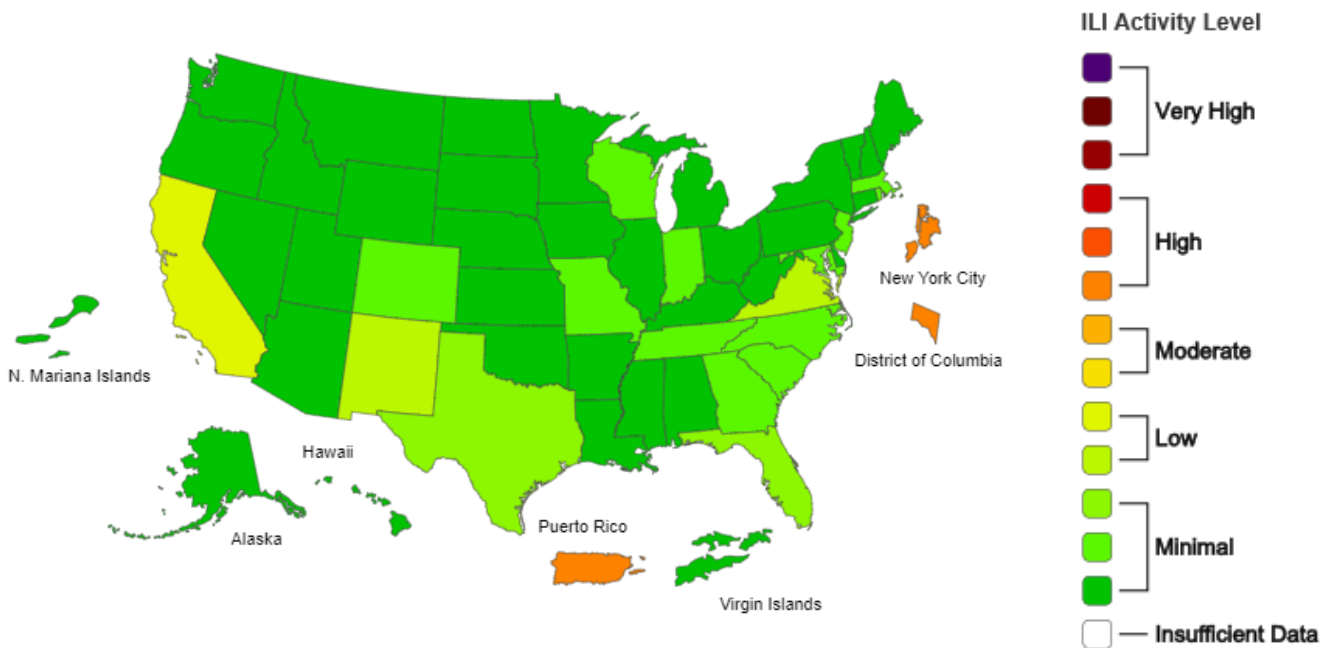 ILI Activity Level
Very High
High
New York City
Moderate
District of Columbia
N. Mariana Islands
Low
Hawaii
Puerto Rico
Alaska
Minimal
Virgin Islands
Insufficient Data